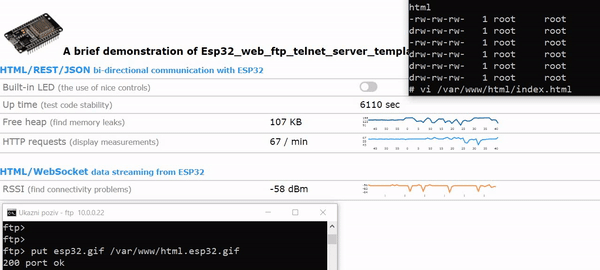 A brief demonstration of Esp32_web_ftp_telnet_server_templ
HTML/REST/JSON bi-directional communication with ESP32
Built-in LED (the use of nice controls)
Up time (test code stability) 6110 sec
Free heap (find memory leaks) 107 KB
HTTP requests (display measurements) 67 / min
HTML/WebSocket data streaming from ESP32
RSSI (find connectivity problems) -58 dBm
html
-rw-rw-rw- 1 root root
drw-rw-rw- 1 root root
-rw-rw-rw- 1 root root
drw-rw-rw- 1 root root
drw-rw-rw- 1 root root
drw-rw-rw- 1 root root
# vi /var/www/html/index.html
Ukazni poziv - ftp 10.0.0.22
ftp>
ftp>
ftp> put esp32.gif /var/www/html.esp32.gif
200 port ok